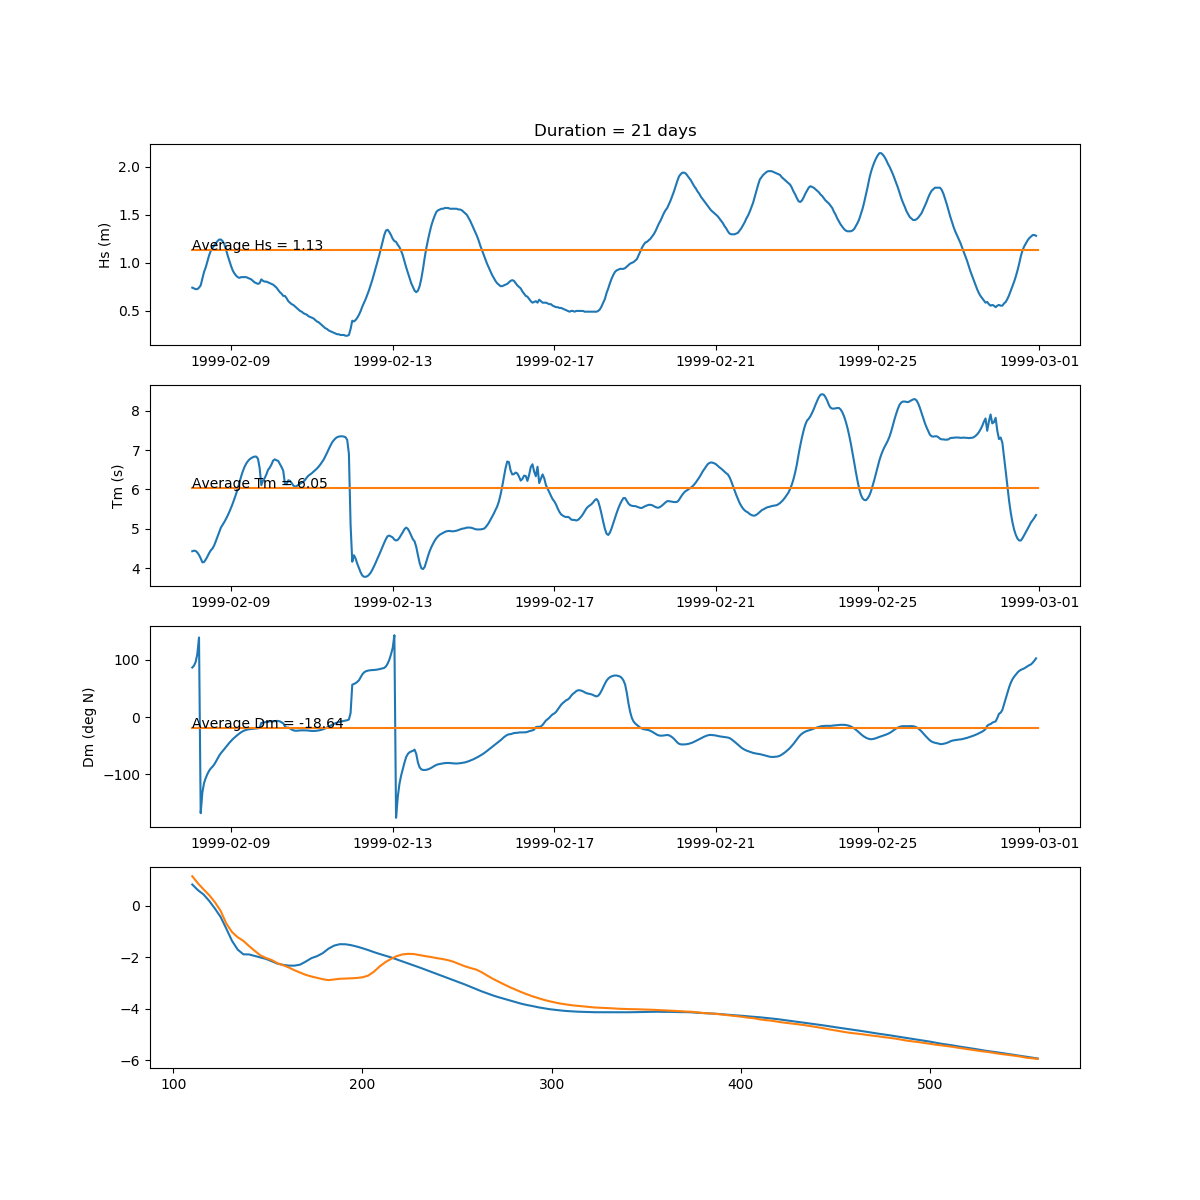 Duration = 21 days
2.0
1.5
1.0
0.5
Hs (m)
Average Hs = 1.13
1999-02-09 1999-02-13 1999-02-17 1999-02-21 1999-02-25 1999-03-01
8
7
6
5
4
Tm (s)
Average Tm = 6.05
1999-02-09 1999-02-13 1999-02-17 1999-02-21 1999-02-25 1999-03-01
100
0
−100
Dm (deg N)
Average Dm = -18.64
1999-02-09 1999-02-13 1999-02-17 1999-02-21 1999-02-25 1999-03-01
0
−2
−4
−6
100 200 300 400 500